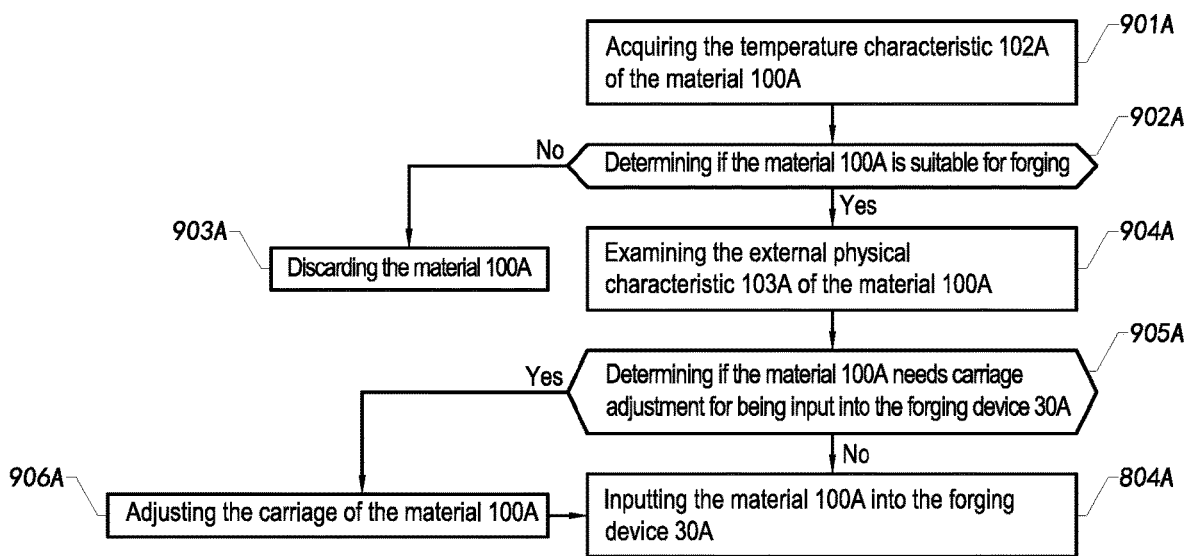 901A
Acquiring the temperature characteristic 102A
of the material 100A
902A
No
Determining if the material 100A is suitable for forging
Yes
903A
Discarding the material 100A
904A
Examining the external physical
characteristic 103A of the material 100A
905A
Yes
Determining if the material 100A needs carriage
adjustment for being input into the forging device 30A
No
906A
Adjusting the carriage of the material 100A
804A
Inputting the material 100A into the forging
device 30A